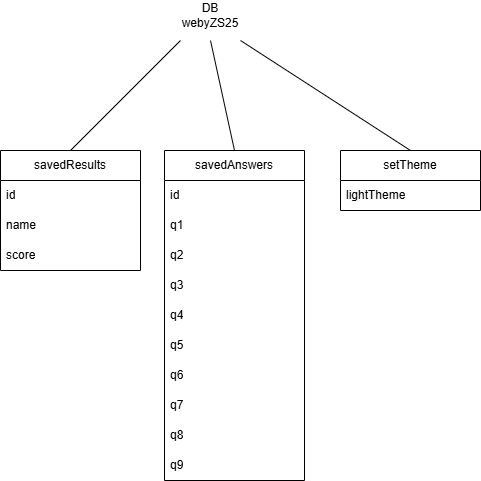 DB
webyZS25
savedResults
id
name
score
savedAnswers
id
q1
q2
q3
q4
q5
q6
q7
q8
q9
setTheme
lightTheme